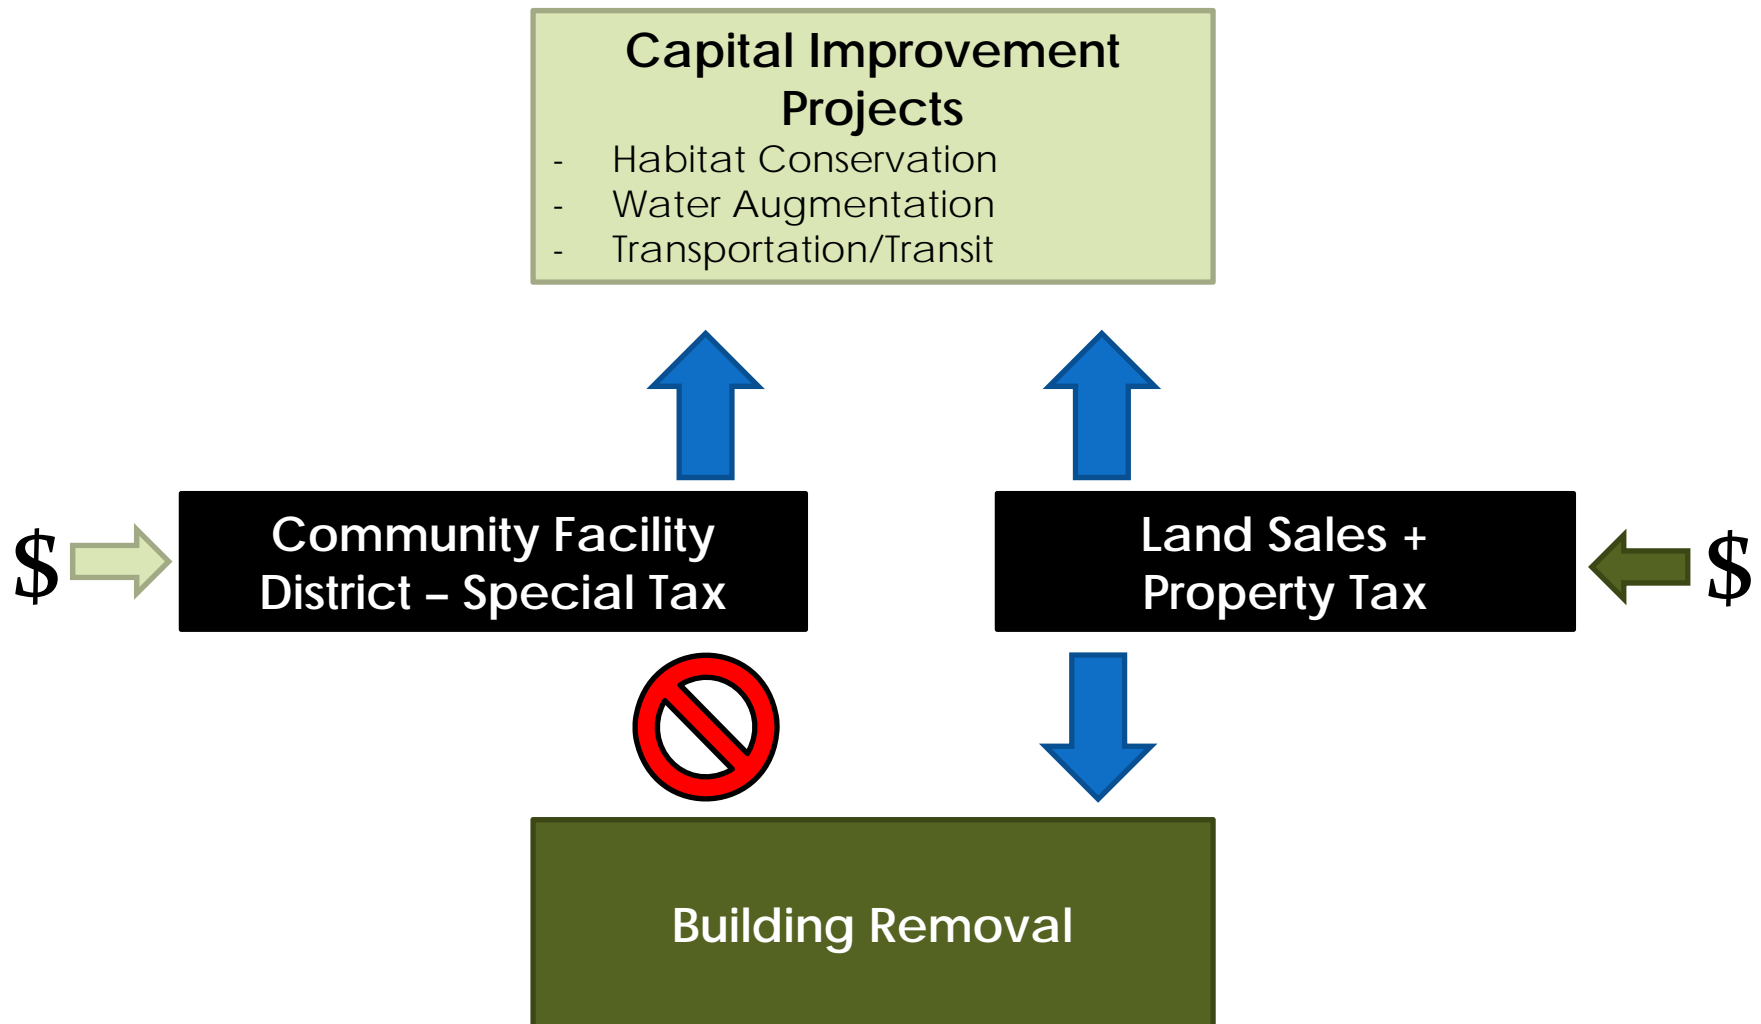 Capital Improvement
Projects
- Habitat Conservation
- Water Augmentation
- Transportation/Transit
$
Community Facility
District – Special Tax
Land Sales +
Property Tax
$
Building Removal